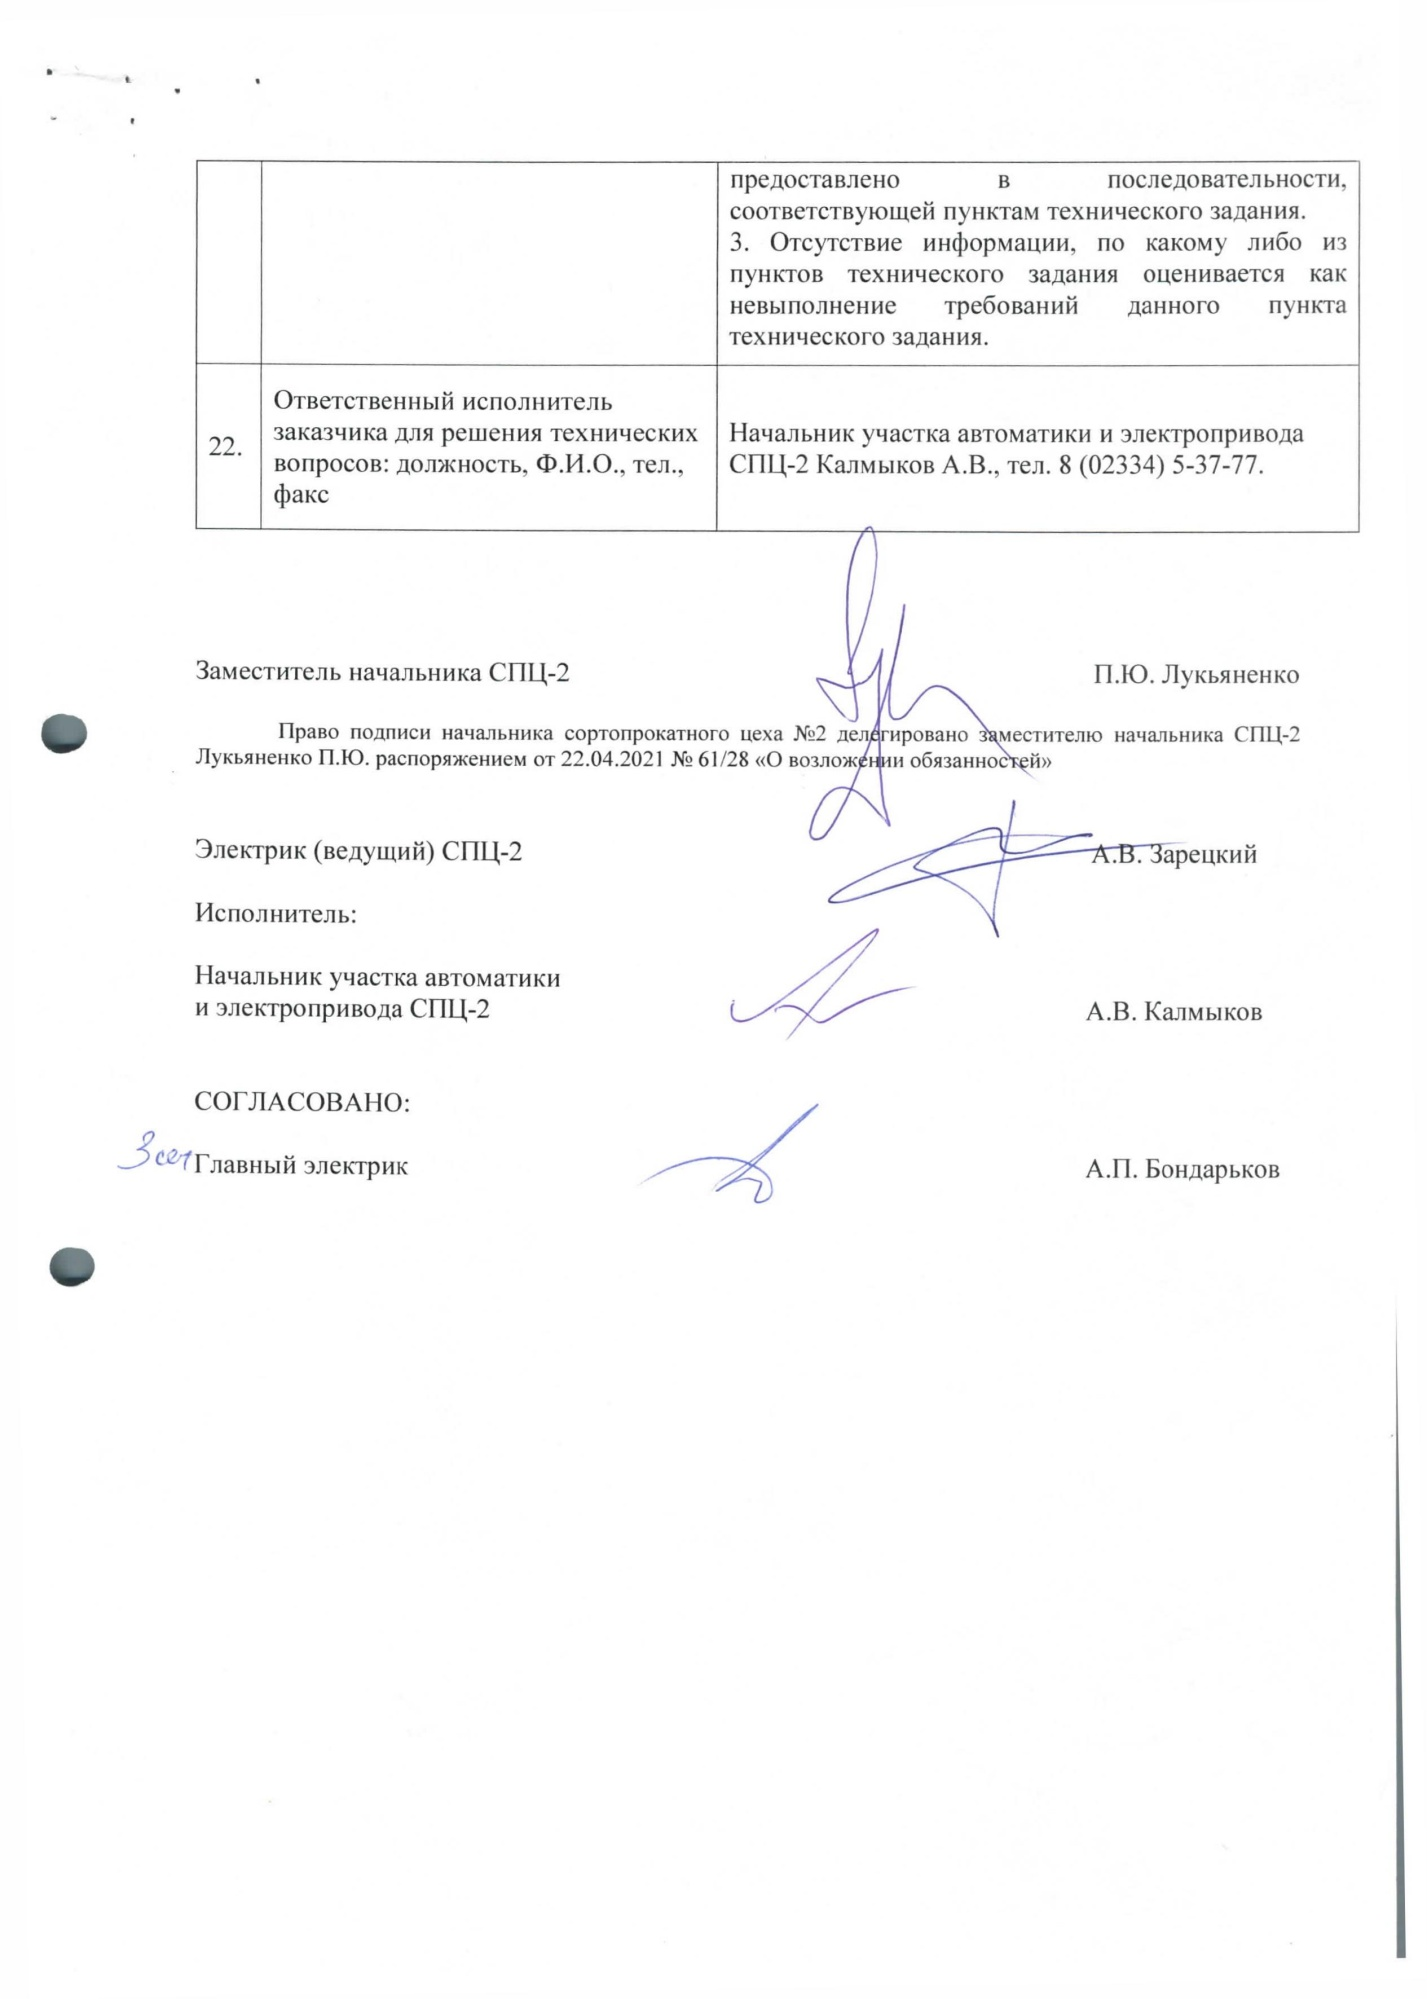 предоставлено в последовательности,
соответствующей пунктам технического задания.
3. Отсутствие информации, по какому либо из
пунктов технического задания оценивается как
невыполнение требований данного пункта
технического задания.
22.
Ответственный исполнитель
заказчика для решения технических
вопросов: должность, Ф.И.О., тел.,
факс
Начальник участка автоматики и электропривода
СПЦ-2 Калмыков А.В., тел. 8 (02334) 5-37-77.
Заместитель начальника СПЦ-2 П.Ю. Лукьяненко
Право подписи начальника сортопрокатного цеха №2 делегировано заместителю начальника СПЦ-2
Лукьяненко П.Ю. распоряжением от 22.04.2021 № 61/28 «О возложении обязанностей»
Электрик (ведущий) СПЦ-2 А.В. Зарецкий
Исполнитель:
Начальник участка автоматики
и электропривода СПЦ-2 А.В. Калмыков
СОГЛАСОВАНО:
Главный электрик А.П. Бондарьков